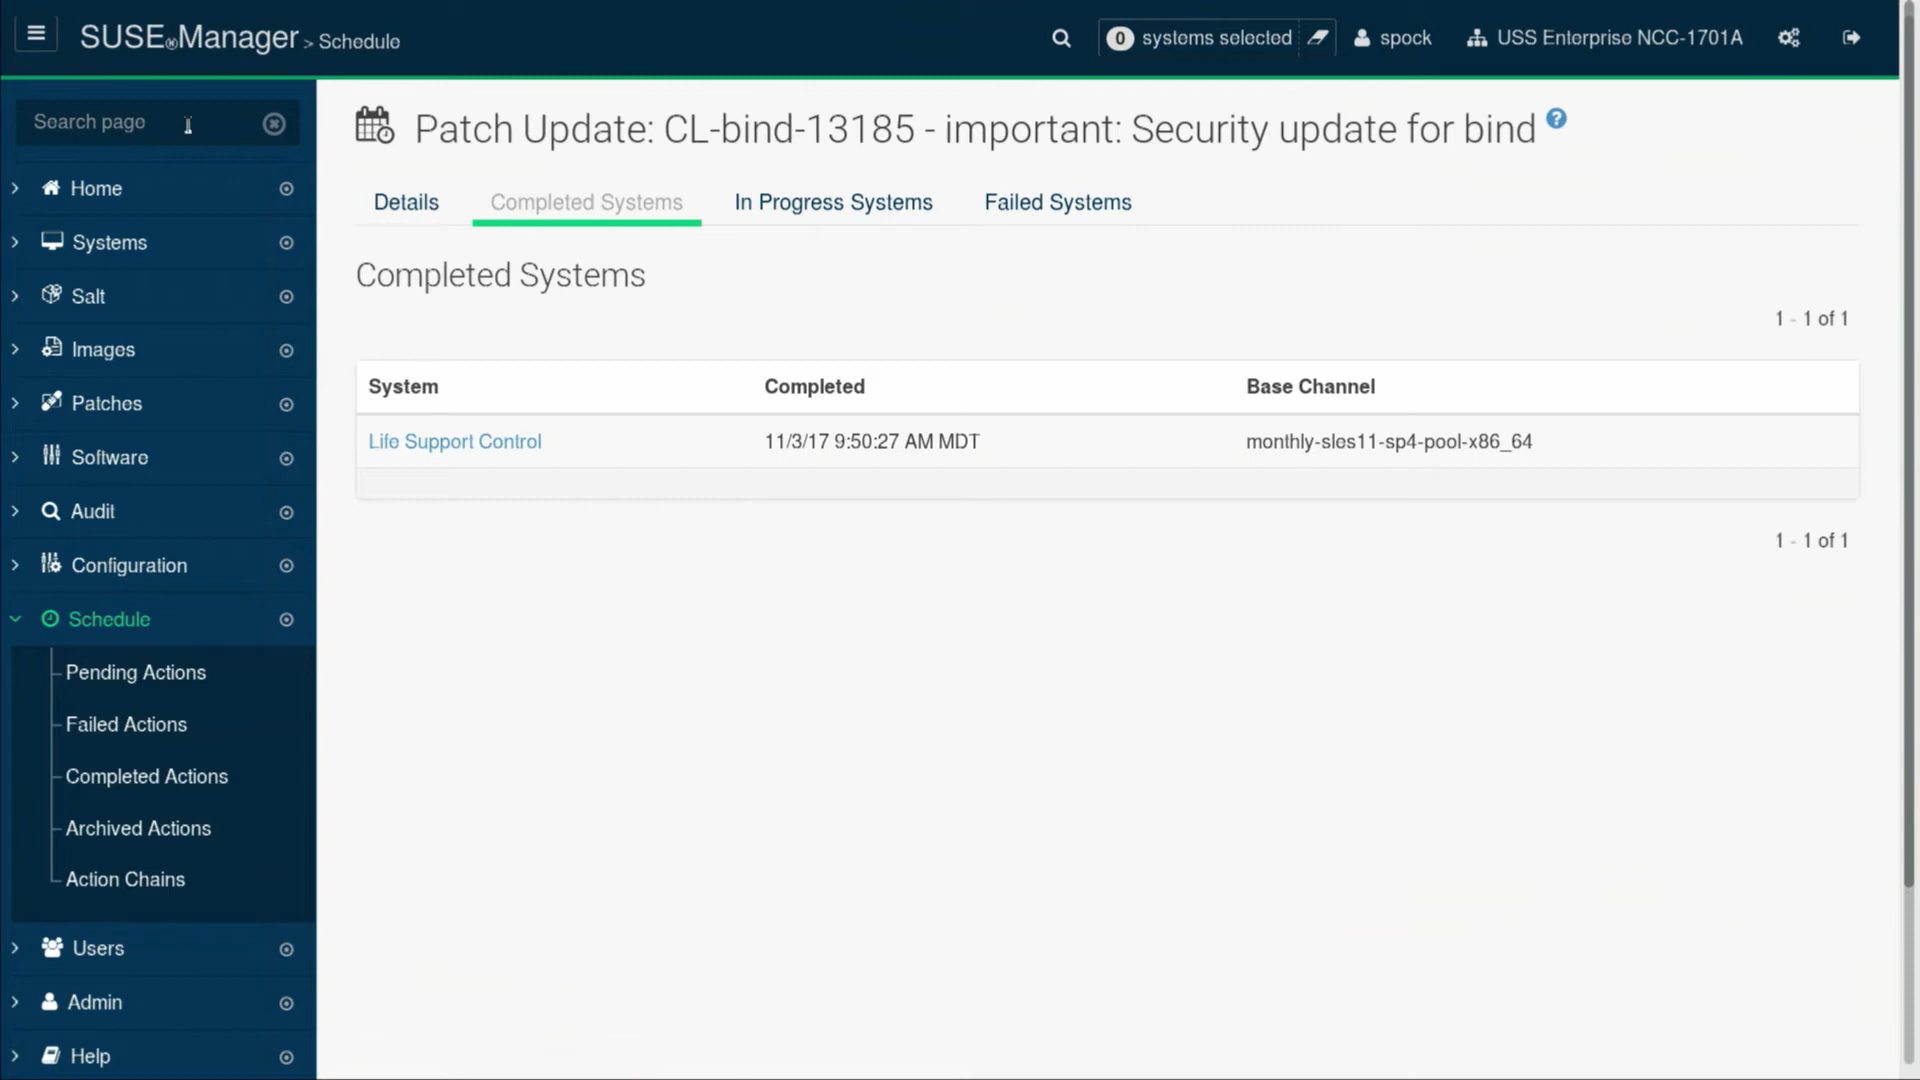 SUSE®Manager > Schedule
0 systems selected
spock
USS Enterprise NCC-1701A
Search page
Home
Systems
Salt
Images
Patches
Software
Audit
Configuration
Schedule
Pending Actions
Failed Actions
Completed Actions
Archived Actions
Action Chains
Users
Admin
Help
Patch Update: CL-bind-13185 - important: Security update for bind ?
Details Completed Systems In Progress Systems Failed Systems
Completed Systems
1 - 1 of 1
System Completed Base Channel
Life Support Control 11/3/17 9:50:27 AM MDT monthly-sles11-sp4-pool-x86_64
1 - 1 of 1